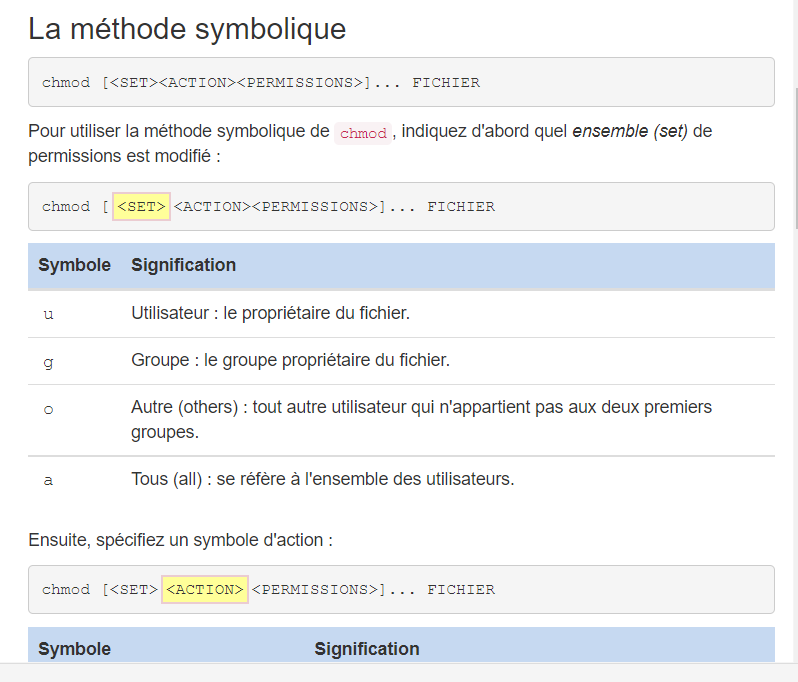 La méthode symbolique
chmod [<SET><ACTION><PERMISSIONS>]... FICHIER
Pour utiliser la méthode symbolique de chmod, indiquez d'abord quel ensemble (set) de
permissions est modifié :
chmod [<SET><ACTION><PERMISSIONS>]... FICHIER
Symbole Signification
u Utilisateur : le propriétaire du fichier.
g Groupe : le groupe propriétaire du fichier.
o Autre (others) : tout autre utilisateur qui n'appartient pas aux deux premiers
groupes.
a Tous (all) : se réfère à l'ensemble des utilisateurs.
Ensuite, spécifiez un symbole d'action :
chmod [<SET><ACTION><PERMISSIONS>]... FICHIER
Symbole Signification